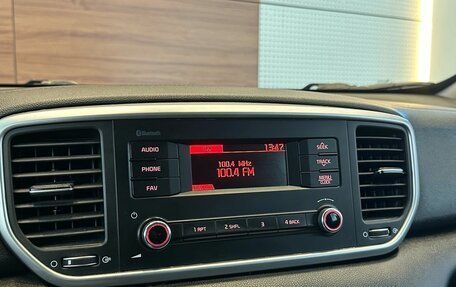 Bluetooth
AUDIO
13:47
SEEK
100.4 MHz
PHONE
100.4 FM
TRACK
FAV
MENU
CLOCK
1 RPT
2 SHFL
3
4 BACK